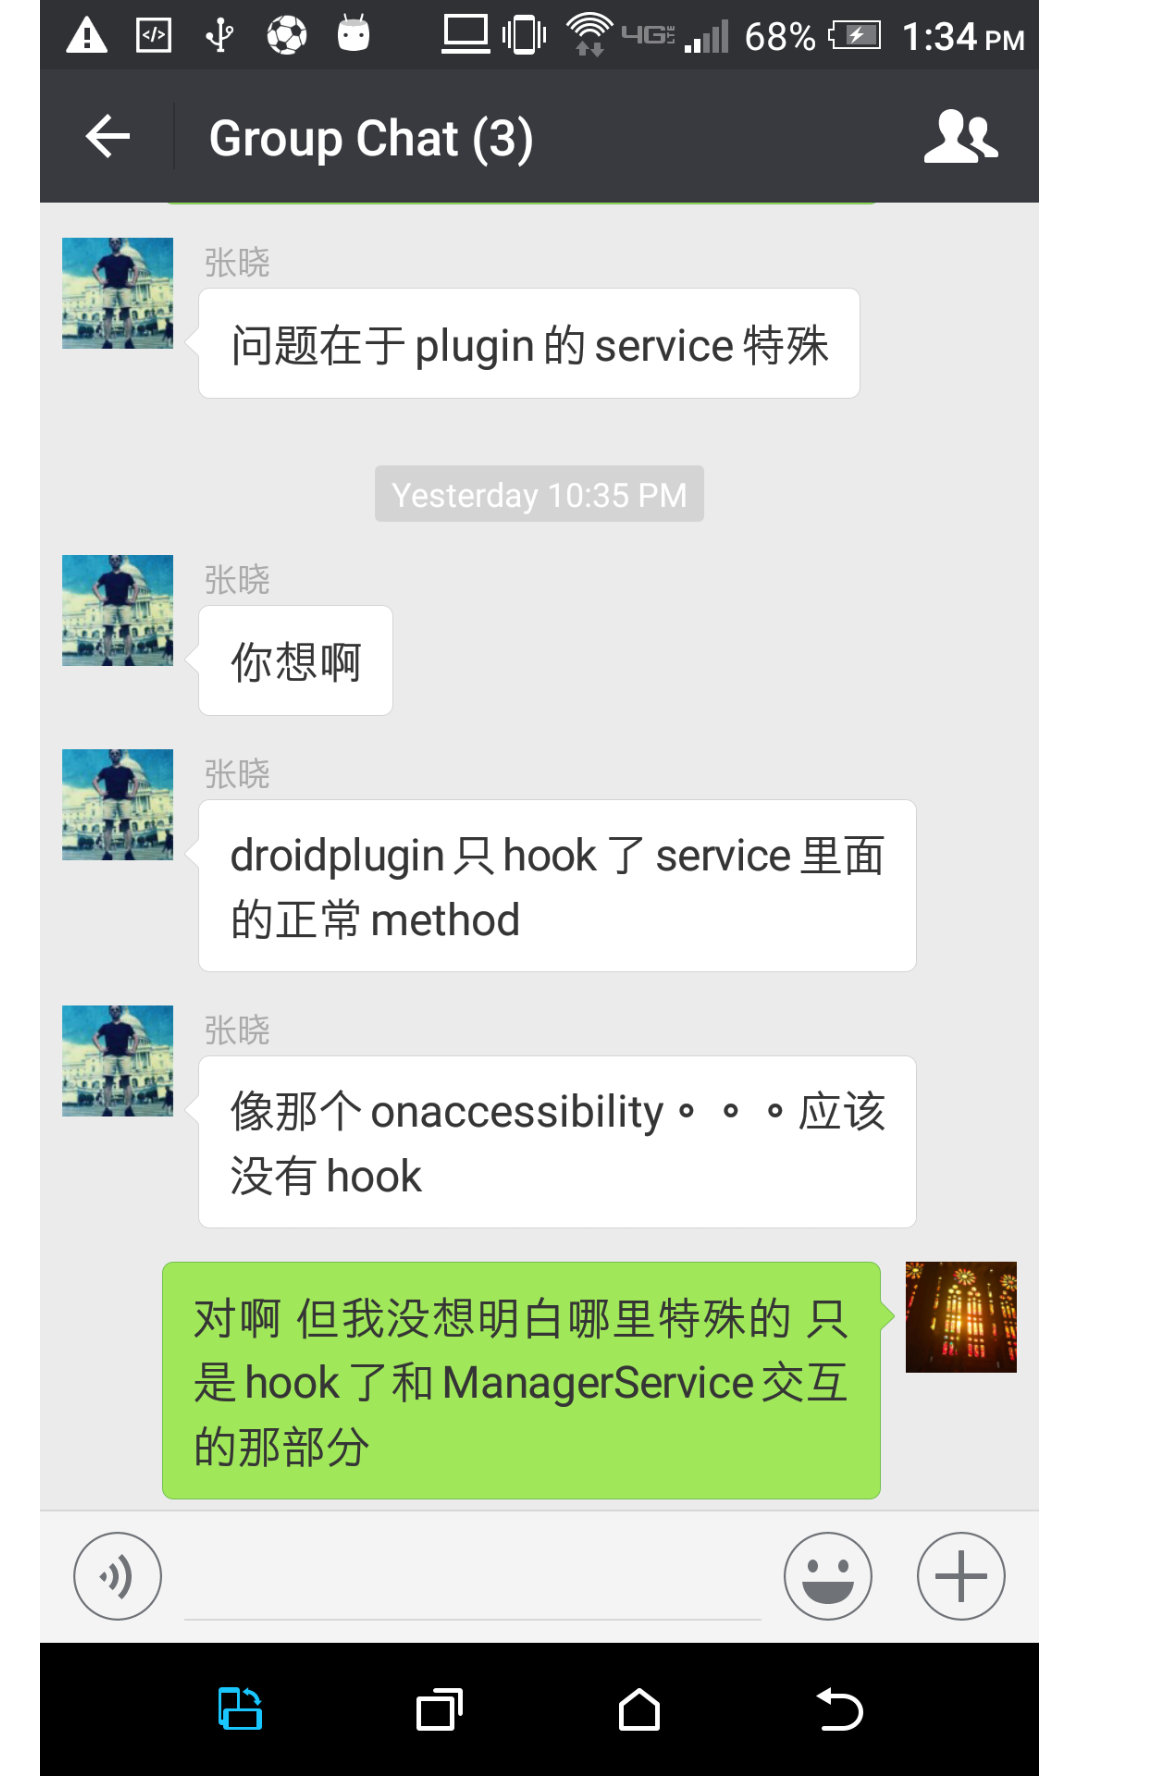 68% 1:34 PM
Group Chat (3)
张晓
问题在于plugin的service特殊
Yesterday 10:35 PM
张晓
你想啊
张晓
droidplugin只hook了service里面
的正常method
张晓
像那个onaccessibility。。。应该
没有hook
对啊 但我没想明白哪里特殊的 只
是hook了和ManagerService交互
的那部分